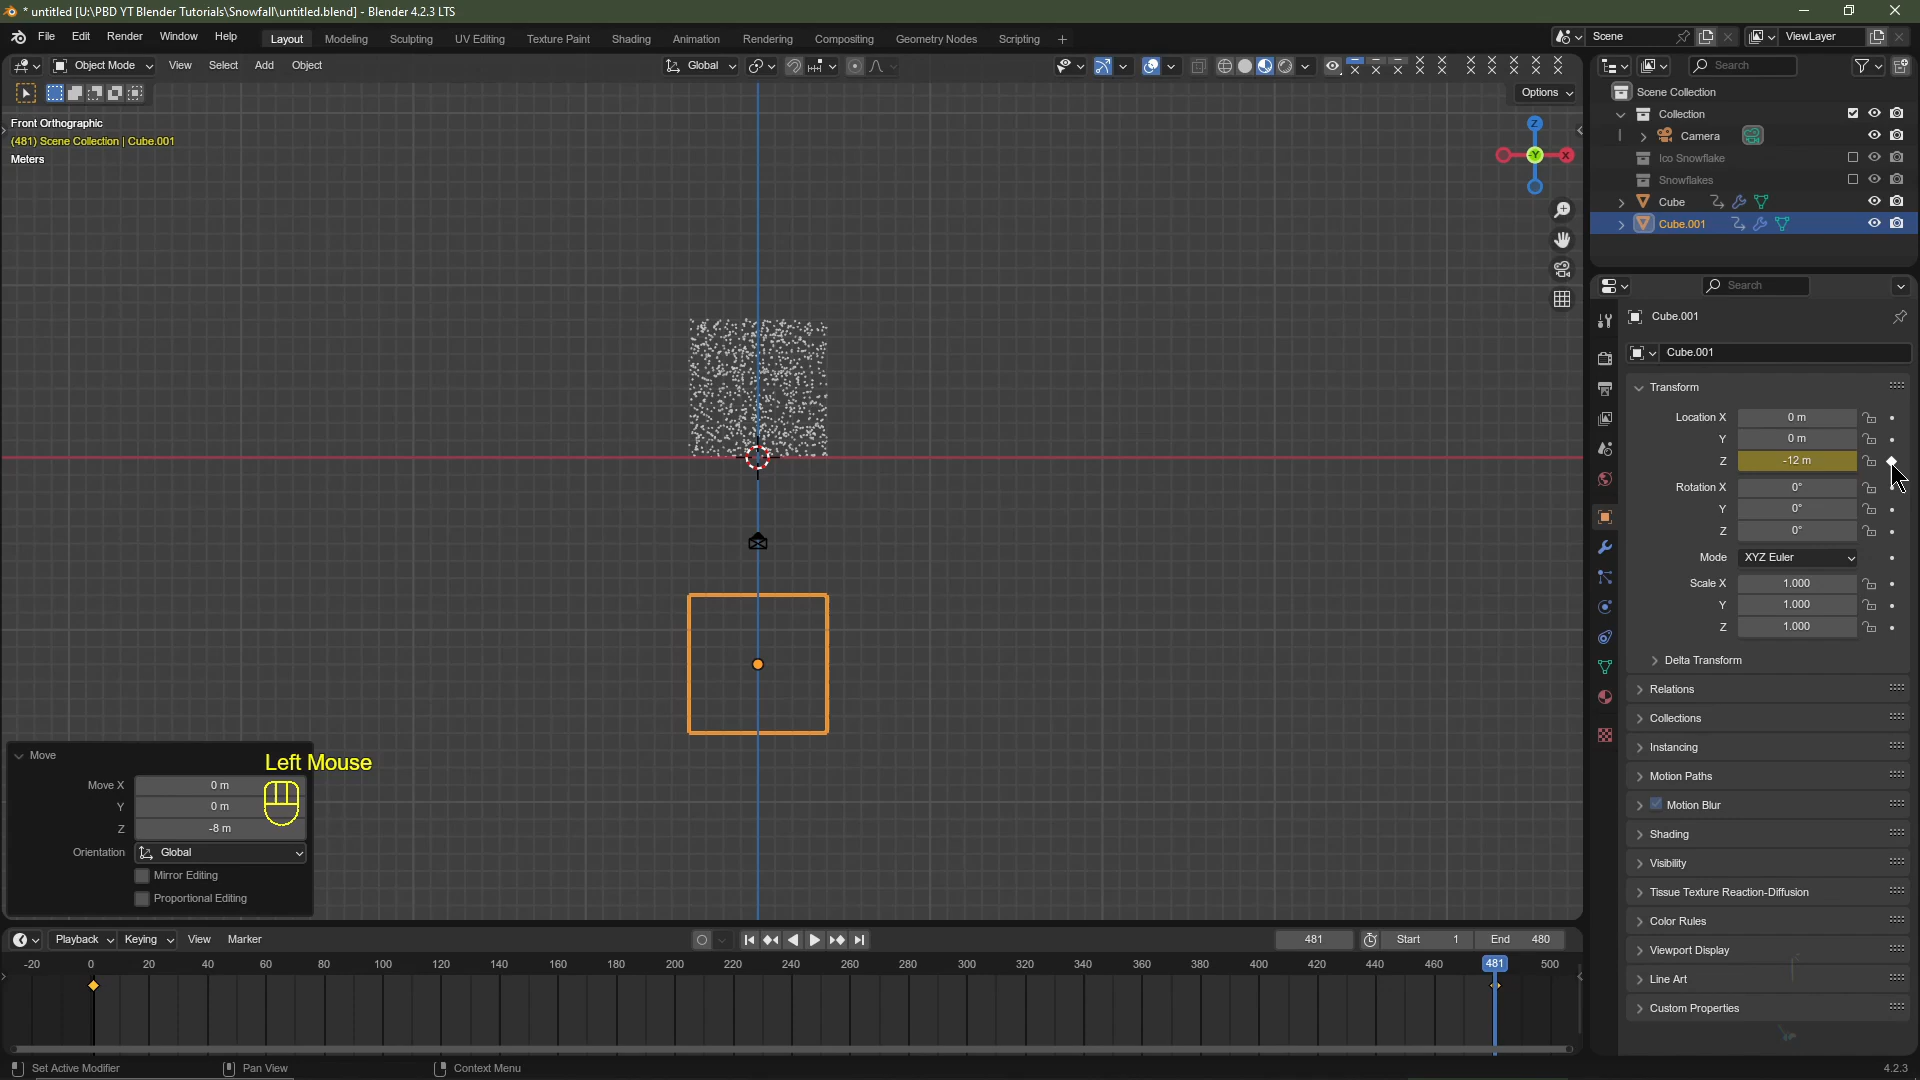 * untitled [U:\PBD YT Blender Tutorials\Snowfall\untitled.blend] - Blender 4.2.3 LTS
File Edit Render Window Help Layout Modeling Sculpting UV Editing Texture Paint Shading Animation Rendering Compositing Geometry Nodes Scripting + Scene ViewLayer
Object Mode View Select Add Object Global Search
Options
Scene Collection
Front Orthographic
(481) Scene Collection | Cube.001
Meters
Z
-Y
X
Collection
Camera
Ico Snowflake
Snowflakes
Cube
Cube.001
Search
Cube.001
Cube.001
Transform
Location X 0 m
Y 0 m
Z -12 m
Rotation X 0°
Y 0°
Z 0°
Mode XYZ Euler
Scale X 1.000
Y 1.000
Z 1.000
Delta Transform
Relations
Collections
Instancing
Motion Paths
Motion Blur
Shading
Visibility
Tissue Texture Reaction-Diffusion
Color Rules
Viewport Display
Line Art
Custom Properties
Move
Left Mouse
Move X 0 m
Y 0 m
Z -8 m
Orientation Global
Mirror Editing
Proportional Editing
Playback Keying View Marker 481 Start 1 End 480
-20 0 20 40 60 80 100 120 140 160 180 200 220 240 260 280 300 320 340 360 380 400 420 440 460 481 500
Set Active Modifier Pan View Context Menu 4.2.3